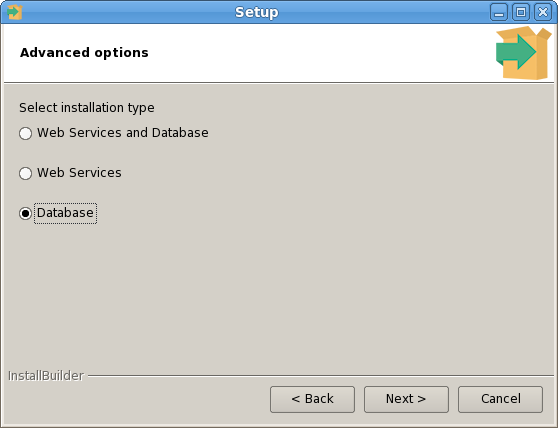 Setup
Advanced options
Select installation type
Web Services and Database
Web Services
Database
InstallBuilder
< Back
Next >
Cancel